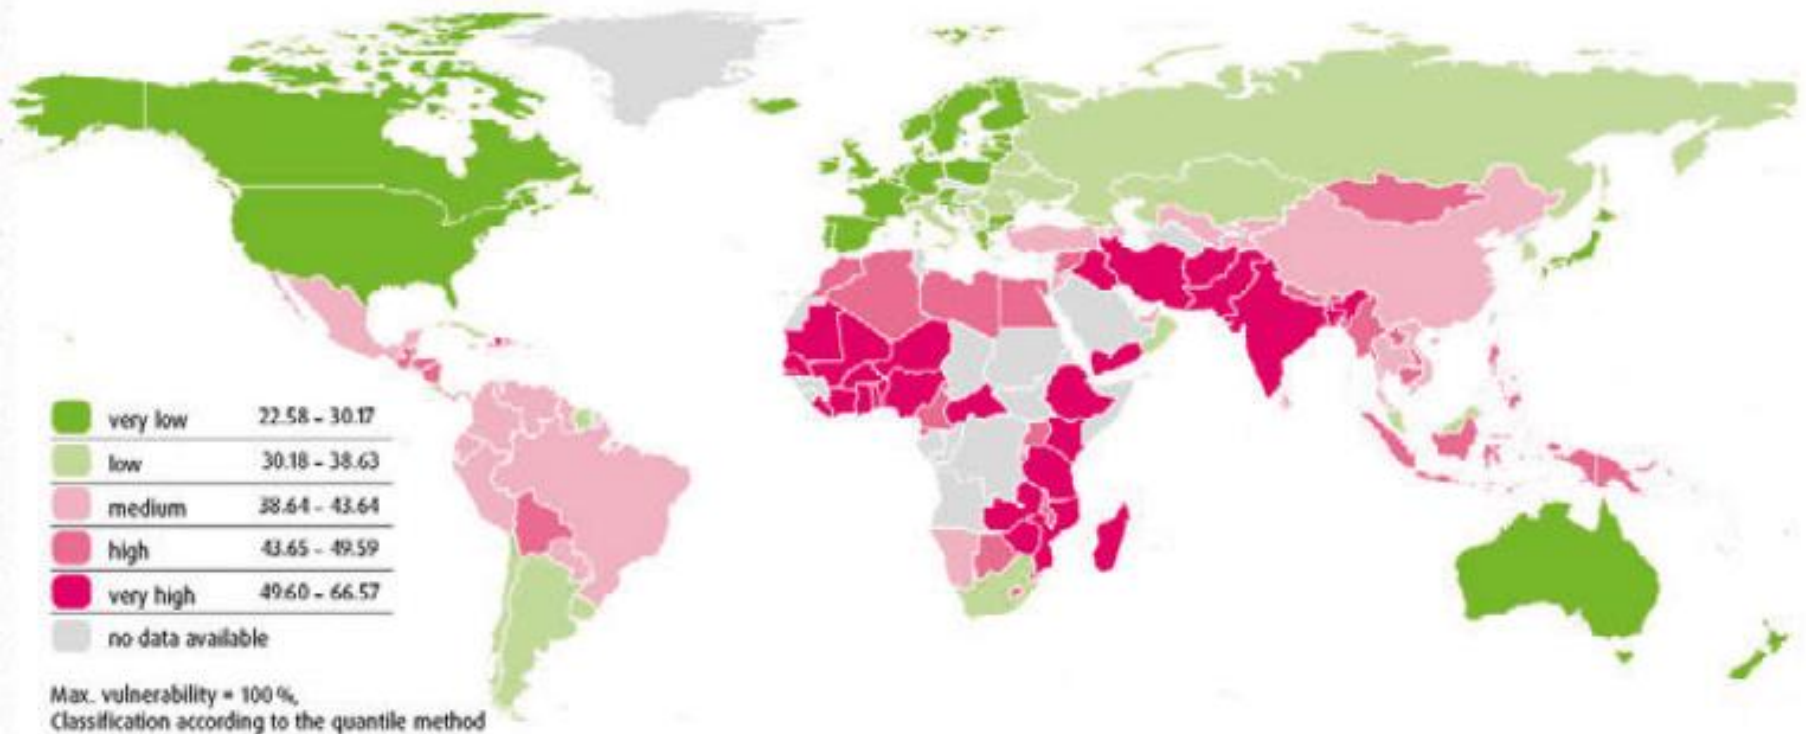 very low 22.58 – 30.17
low 30.18 – 38.63
medium 38.64 – 43.64
high 43.65 – 49.59
very high 49.60 – 66.57
no data available
Max. vulnerability = 100 %,
Classification according to the quantile method